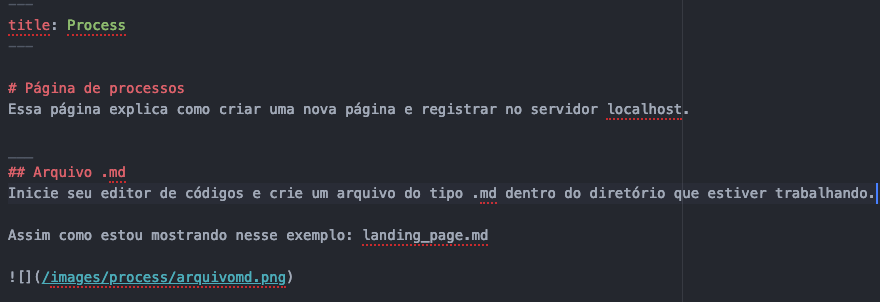 ---
title: Process
---
# Página de processos
Essa página explica como criar uma nova página e registrar no servidor localhost.
___
## Arquivo .md
Inicie seu editor de códigos e crie um arquivo do tipo .md dentro do diretório que estiver trabalhando.
Assim como estou mostrando nesse exemplo: landing_page.md
![](/images/process/arquivomd.png)